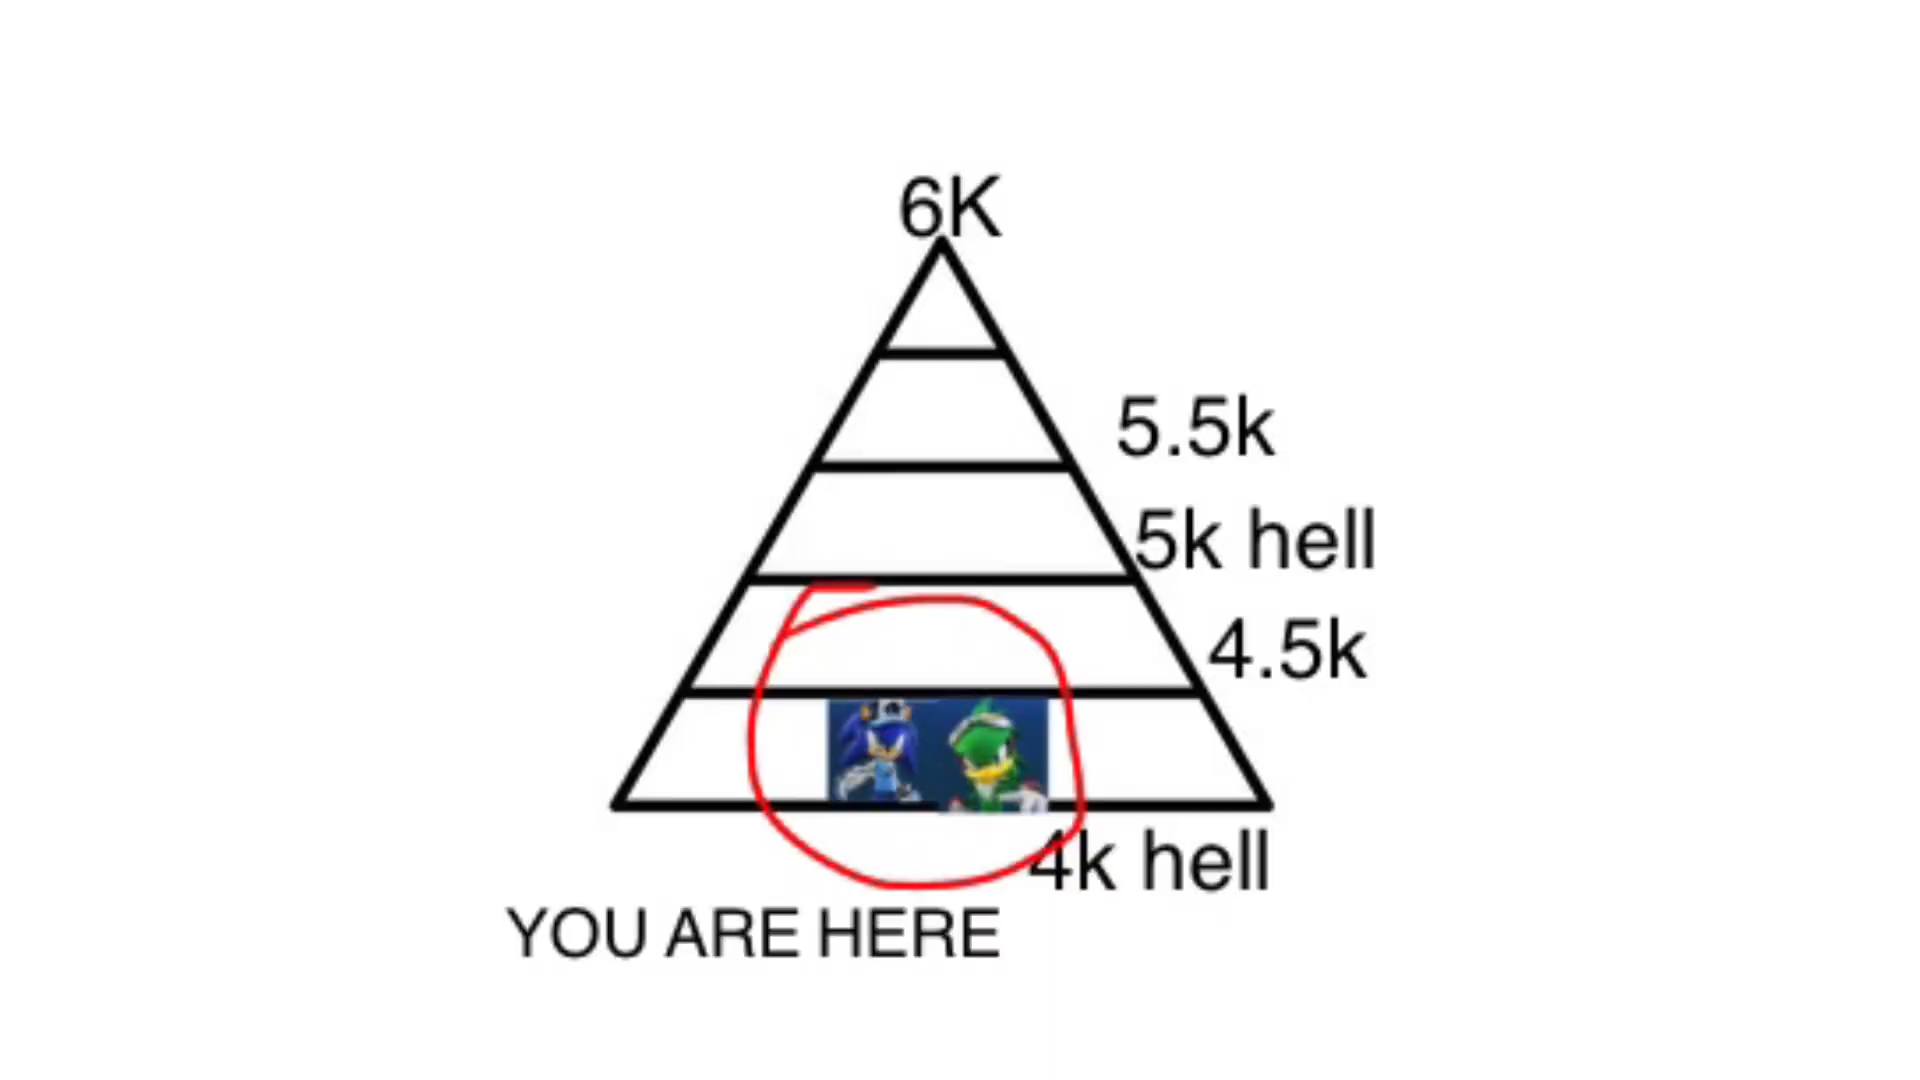 6K
5.5k
5k hell
4.5k
4k hell
YOU ARE HERE